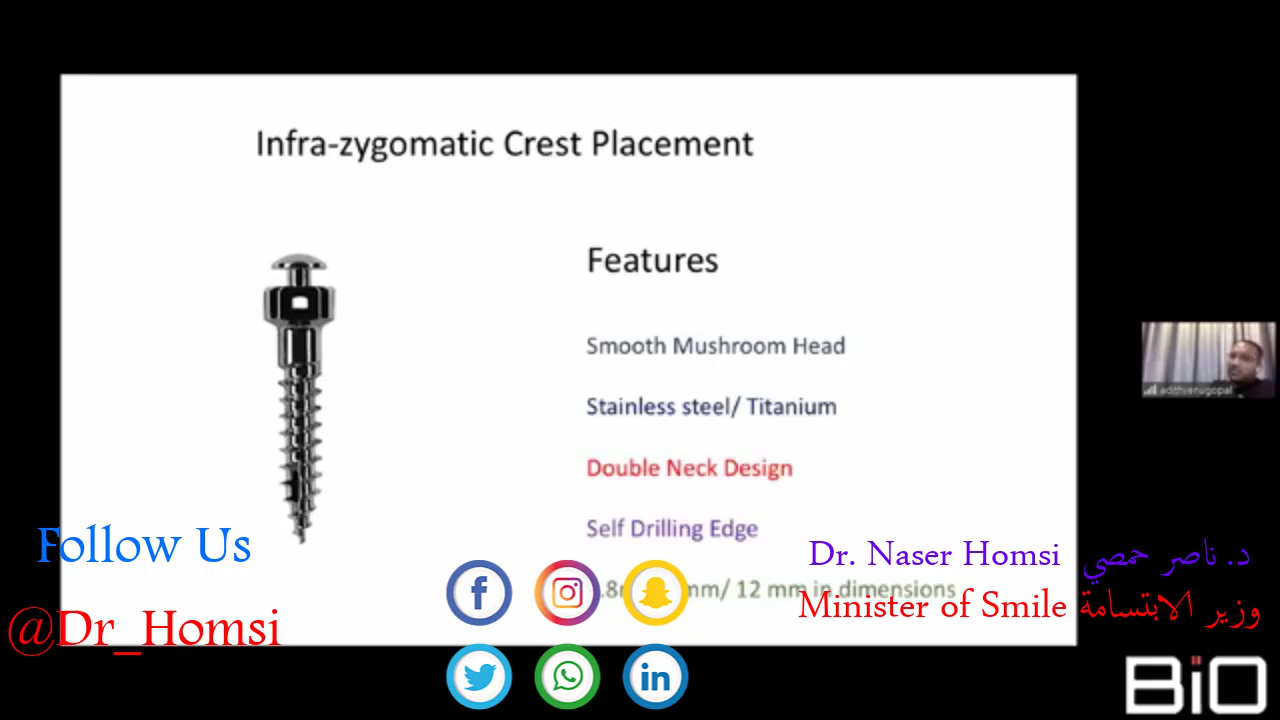 Infra-zygomatic Crest Placement
Features
Smooth Mushroom Head
Stainless steel/ Titanium
Double Neck Design
Self Drilling Edge
mm/ 12 mm in dimensions
adithvenugopal
Follow Us
@Dr_Homsi
Dr. Naser Homsi د. ناصر حمصي
Minister of Smile وزير الابتسامة
BiO